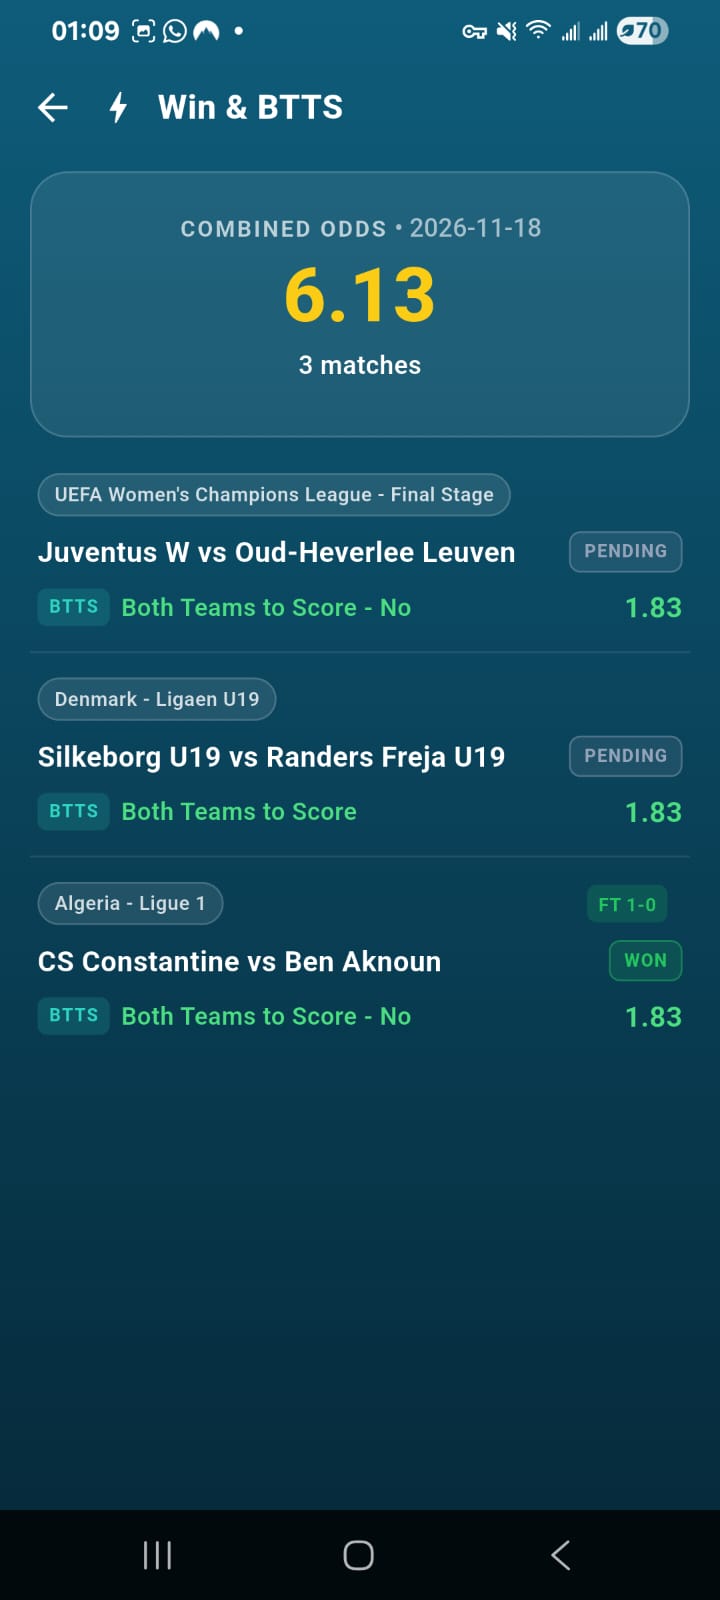 01:09
70
Win & BTTS
COMBINED ODDS • 2026-11-18
6.13
3 matches
UEFA Women's Champions League - Final Stage
Juventus W vs Oud-Heverlee Leuven PENDING
BTTS Both Teams to Score - No 1.83
Denmark - Ligaen U19
Silkeborg U19 vs Randers Freja U19 PENDING
BTTS Both Teams to Score 1.83
Algeria - Ligue 1 FT 1-0
CS Constantine vs Ben Aknoun WON
BTTS Both Teams to Score - No 1.83